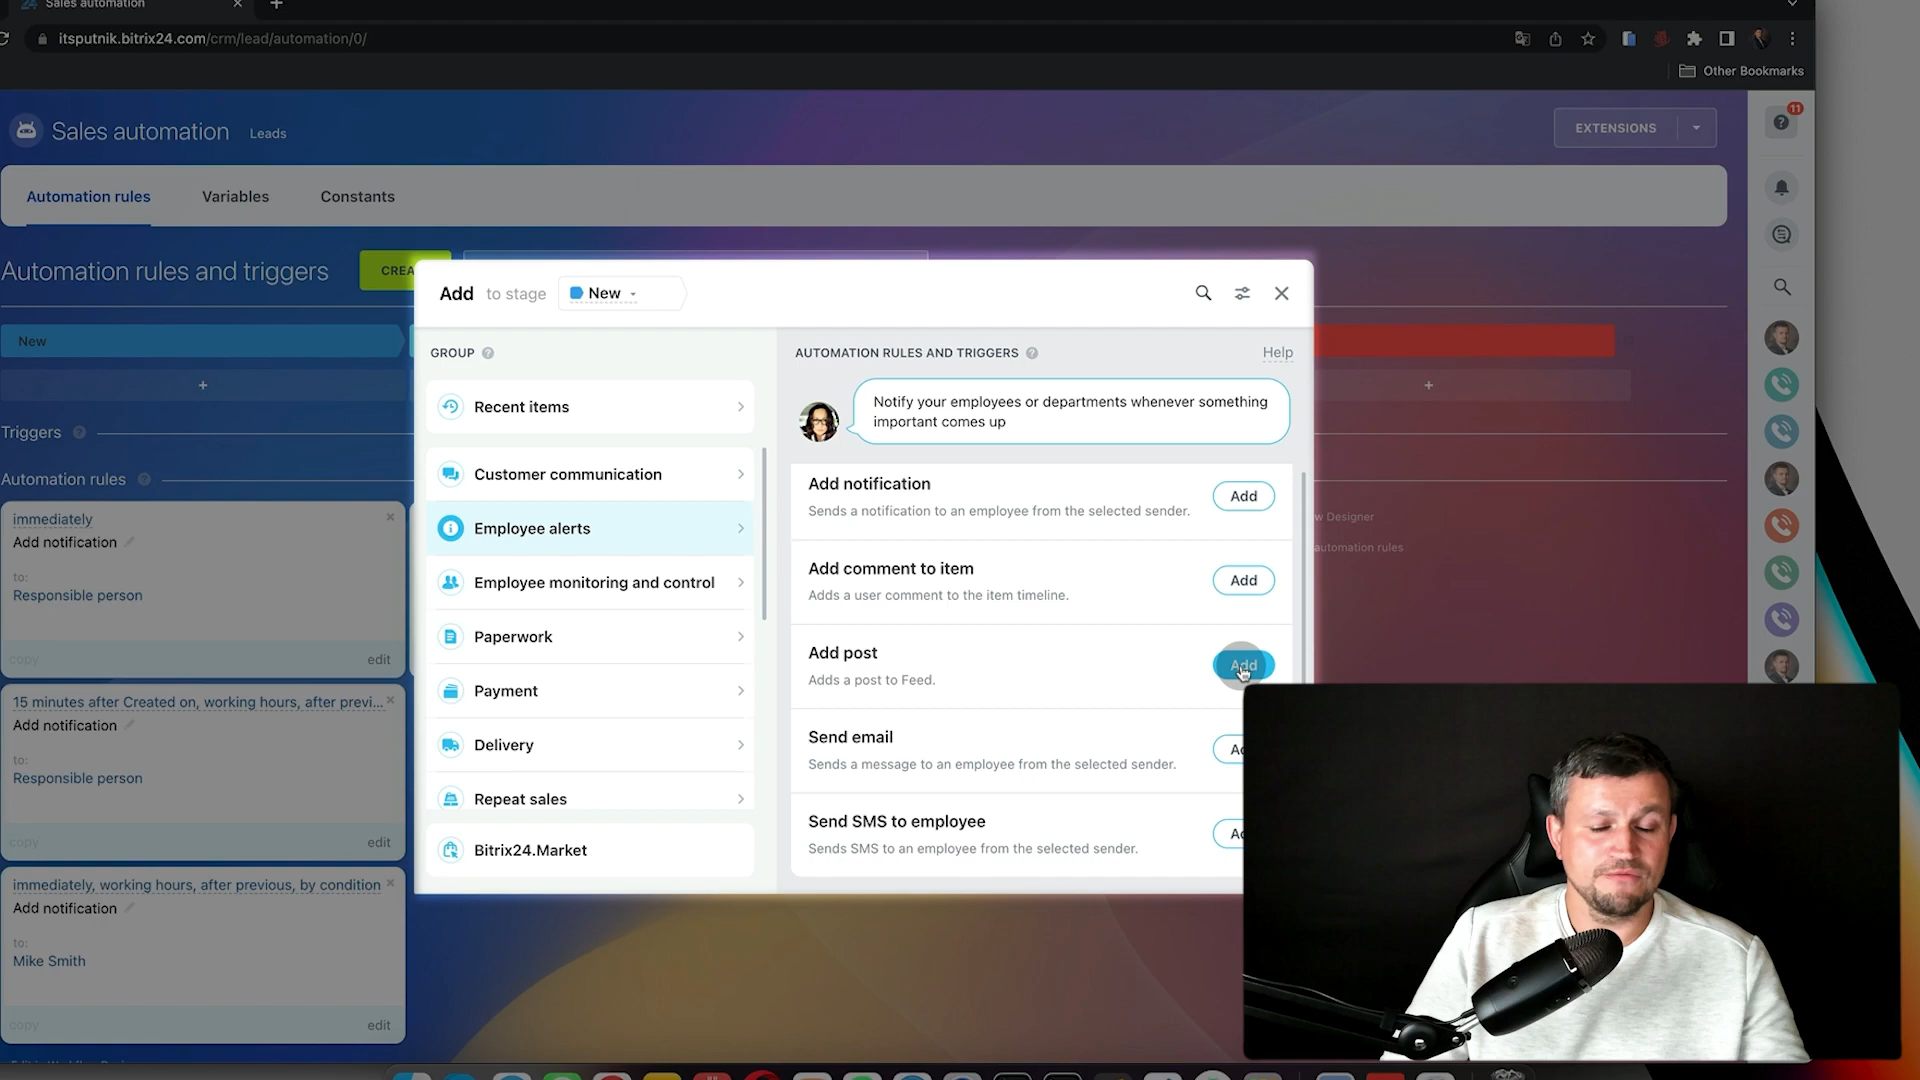 Sales automation
itsputnik.bitrix24.com/crm/lead/automation/0/
Other Bookmarks
Sales automation Leads
EXTENSIONS
11
Automation rules Variables Constants
Automation rules and triggers
CREA
Add to stage New
New
GROUP
AUTOMATION RULES AND TRIGGERS Help
Recent items
Notify your employees or departments whenever something
important comes up
Triggers
Automation rules
Customer communication
Employee alerts
Employee monitoring and control
Paperwork
Payment
Delivery
Repeat sales
Bitrix24.Market
Add notification
Sends a notification to an employee from the selected sender.
Add
Add comment to item
Adds a user comment to the item timeline.
Add
Add post
Adds a post to Feed.
Add
Send email
Sends a message to an employee from the selected sender.
Send SMS to employee
Sends SMS to an employee from the selected sender.
w Designer
automation rules
immediately
Add notification
to:
Responsible person
copy edit
15 minutes after Created on, working hours, after previ...
Add notification
to:
Responsible person
copy edit
immediately, working hours, after previous, by condition
Add notification
to:
Mike Smith
copy edit